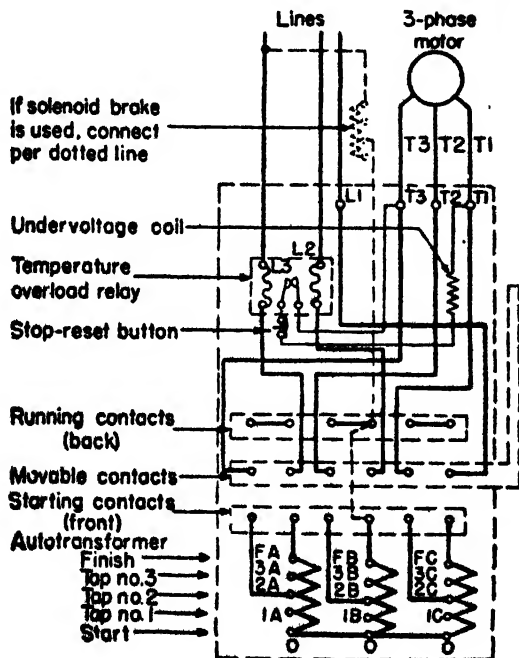 Lines
3-phase
motor
If solenoid brake
is used, connect
per dotted line
T3 T2 T1
L1 T3 T2 T1
Undervoltage coil
L3 L2
Temperature
overload relay
Stop-reset button
Running contacts
(back)
Movable contacts
Starting contacts
(front)
Autotransformer
Finish
Tap no.3
Tap no.2
Tap no.1
Start
FA FB FC
3A 3B 3C
2A 2B 2C
1A 1B 1C
O O O